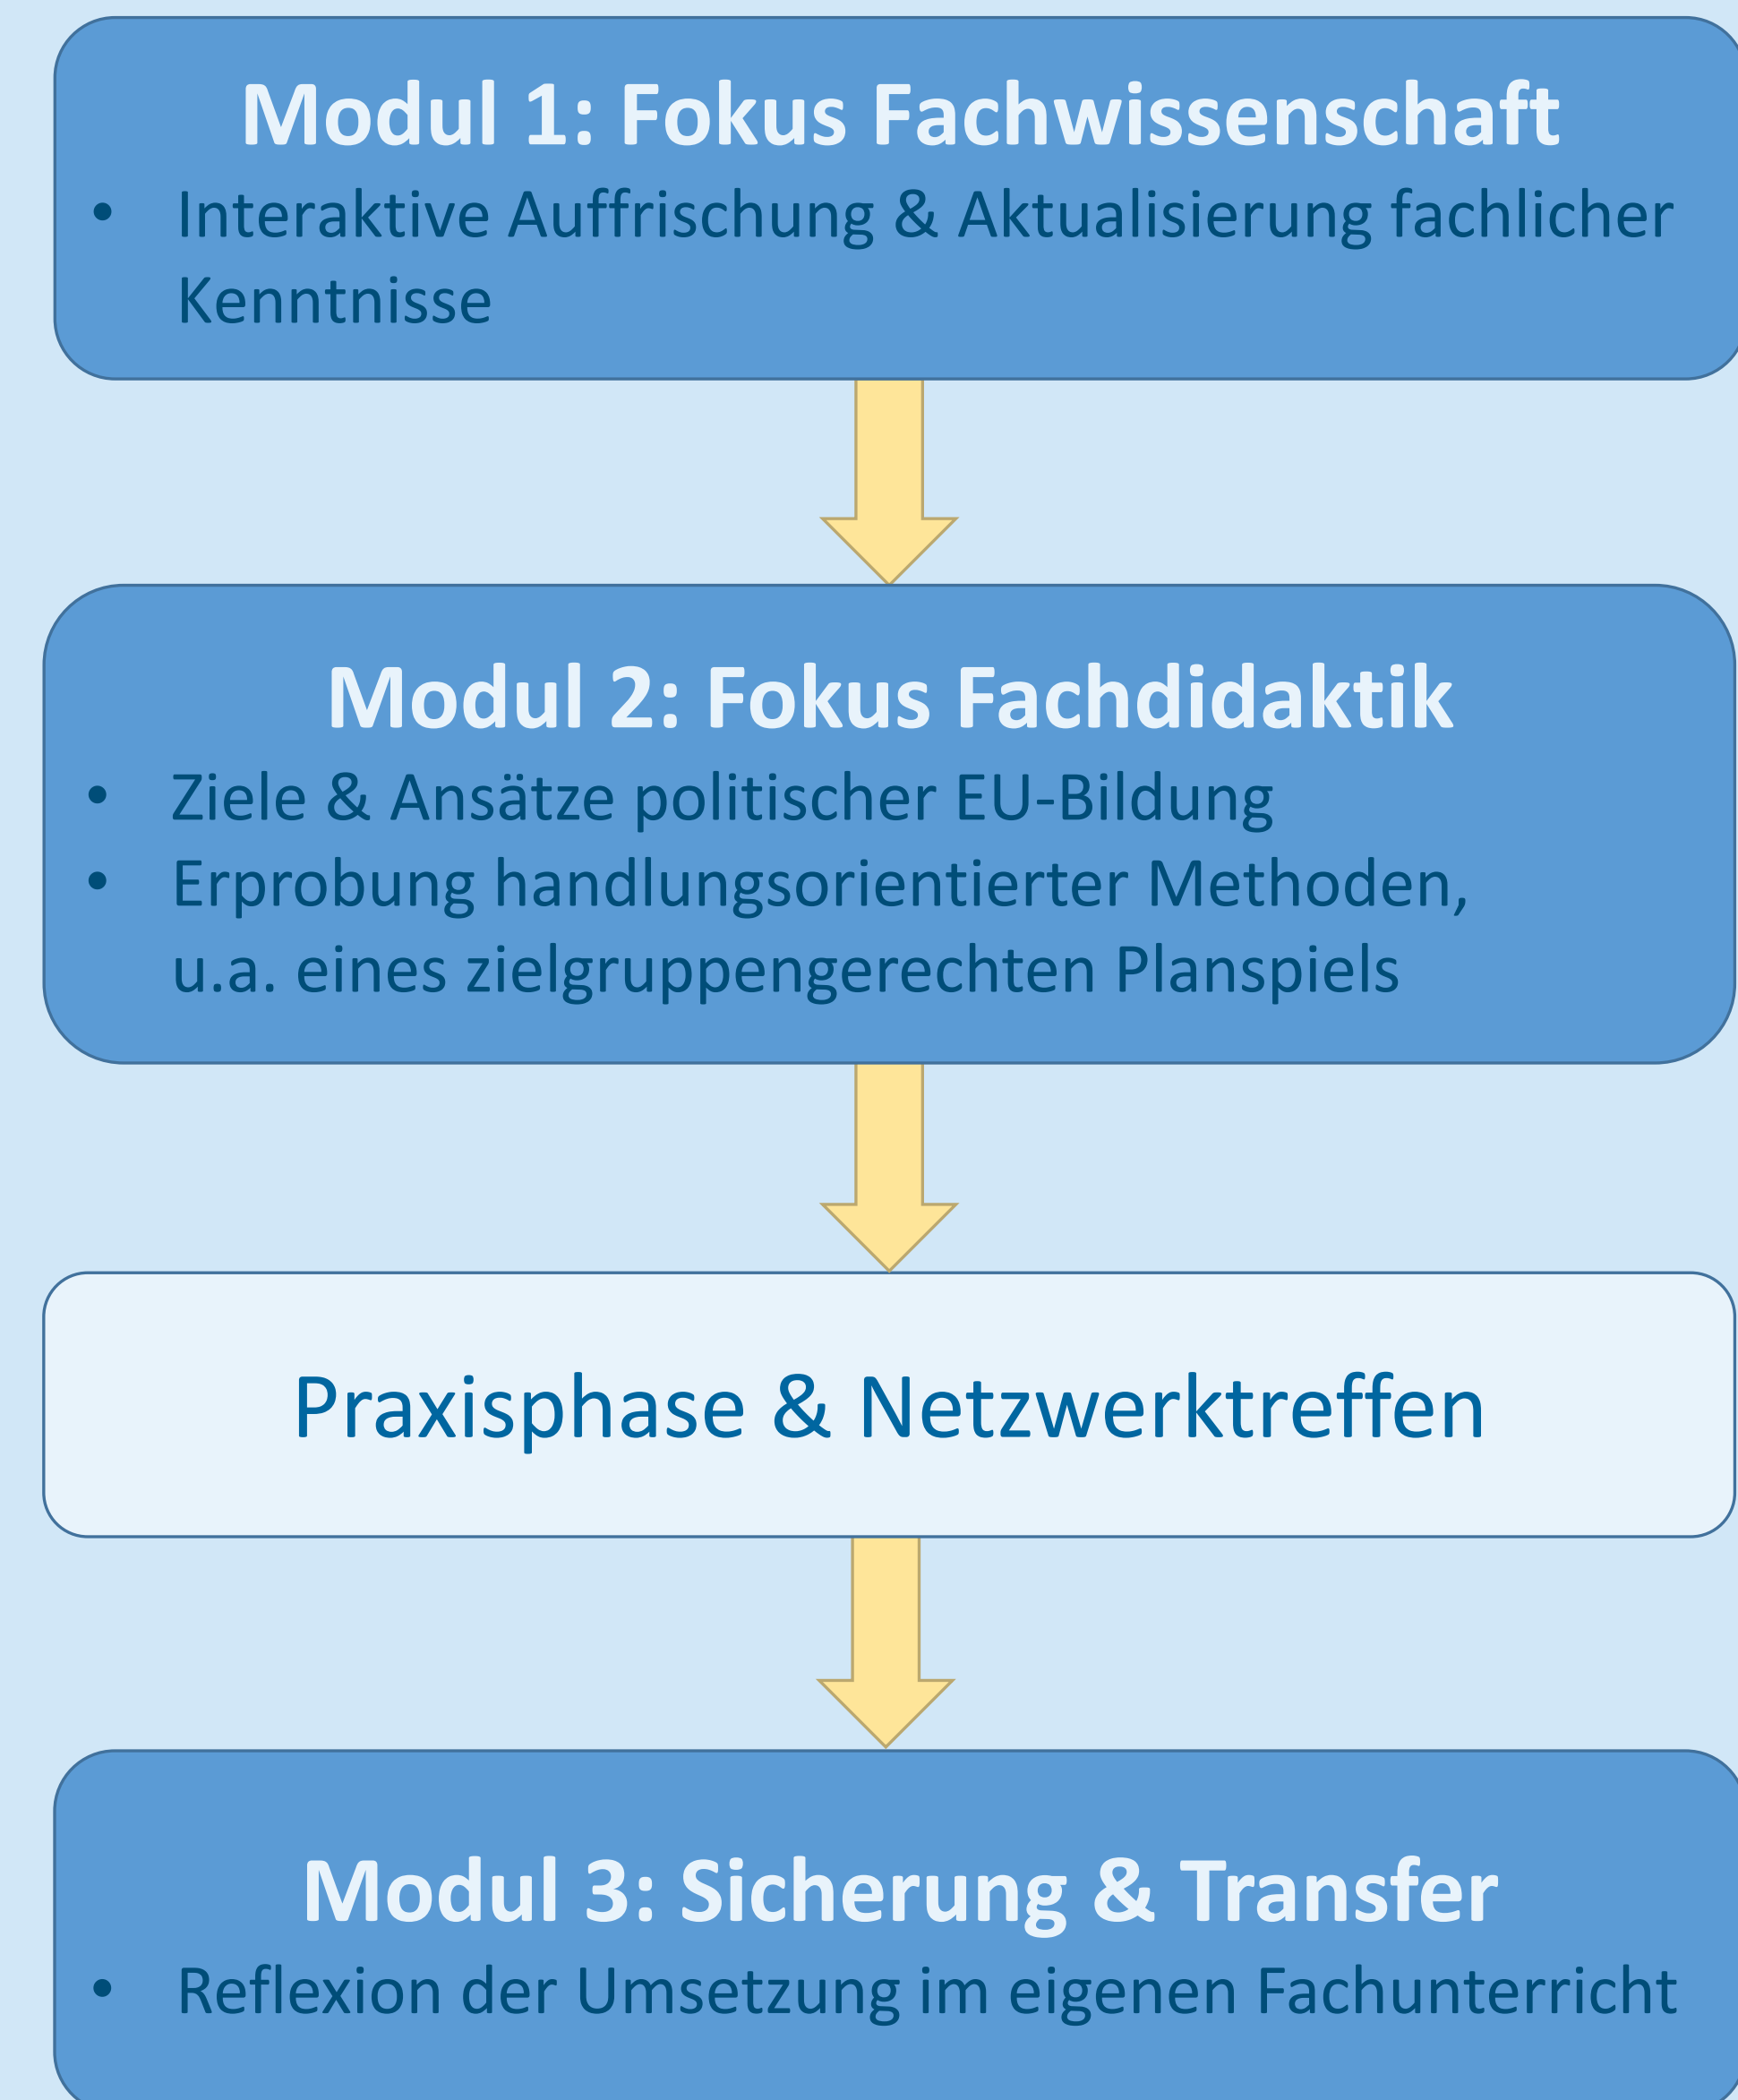 Modul 1: Fokus Fachwissenschaft
• Interaktive Auffrischung & Aktualisierung fachlicher
Kenntnisse
Modul 2: Fokus Fachdidaktik
• Ziele & Ansätze politischer EU-Bildung
• Erprobung handlungsorientierter Methoden,
u.a. eines zielgruppengerechten Planspiels
Praxisphase & Netzwerktreffen
Modul 3: Sicherung & Transfer
• Reflexion der Umsetzung im eigenen Fachunterricht